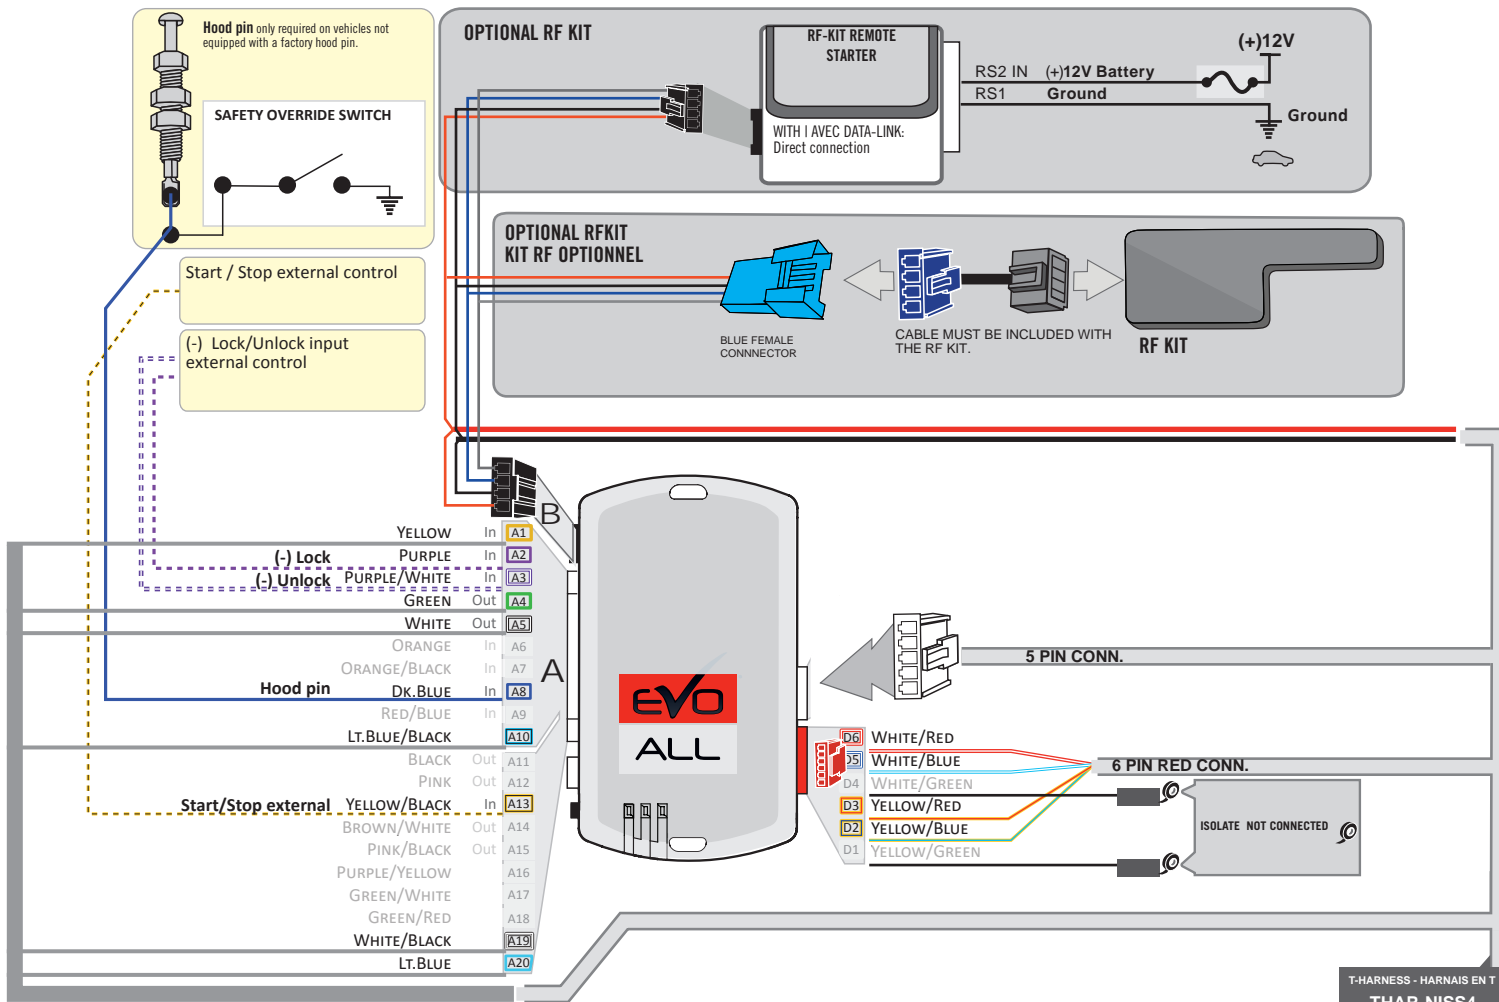 Hood pin only required on vehicles not
equipped with a factory hood pin.
SAFETY OVERRIDE SWITCH
OPTIONAL RF KIT
RF-KIT REMOTE
STARTER
WITH | AVEC DATA-LINK:
Direct connection
RS2 IN (+)12V Battery
RS1 Ground
(+)12V
Ground
OPTIONAL RFKIT
KIT RF OPTIONNEL
BLUE FEMALE
CONNNECTOR
CABLE MUST BE INCLUDED WITH
THE RF KIT.
RF KIT
Start / Stop external control
(-) Lock/Unlock input
external control
B
A
YELLOW In A1
(-) Lock PURPLE In A2
(-) Unlock PURPLE/WHITE In A3
GREEN Out A4
WHITE Out A5
ORANGE In A6
ORANGE/BLACK In A7
Hood pin DK.BLUE In A8
RED/BLUE In A9
LT.BLUE/BLACK A10
BLACK Out A11
PINK Out A12
Start/Stop external YELLOW/BLACK In A13
BROWN/WHITE Out A14
PINK/BLACK Out A15
PURPLE/YELLOW A16
GREEN/WHITE A17
GREEN/RED A18
WHITE/BLACK A19
LT.BLUE A20
EVO
ALL
5 PIN CONN.
D6 WHITE/RED
D5 WHITE/BLUE
D4 WHITE/GREEN
D3 YELLOW/RED
D2 YELLOW/BLUE
D1 YELLOW/GREEN
6 PIN RED CONN.
ISOLATE NOT CONNECTED
T-HARNESS - HARNAIS EN T
THAR-NISS4